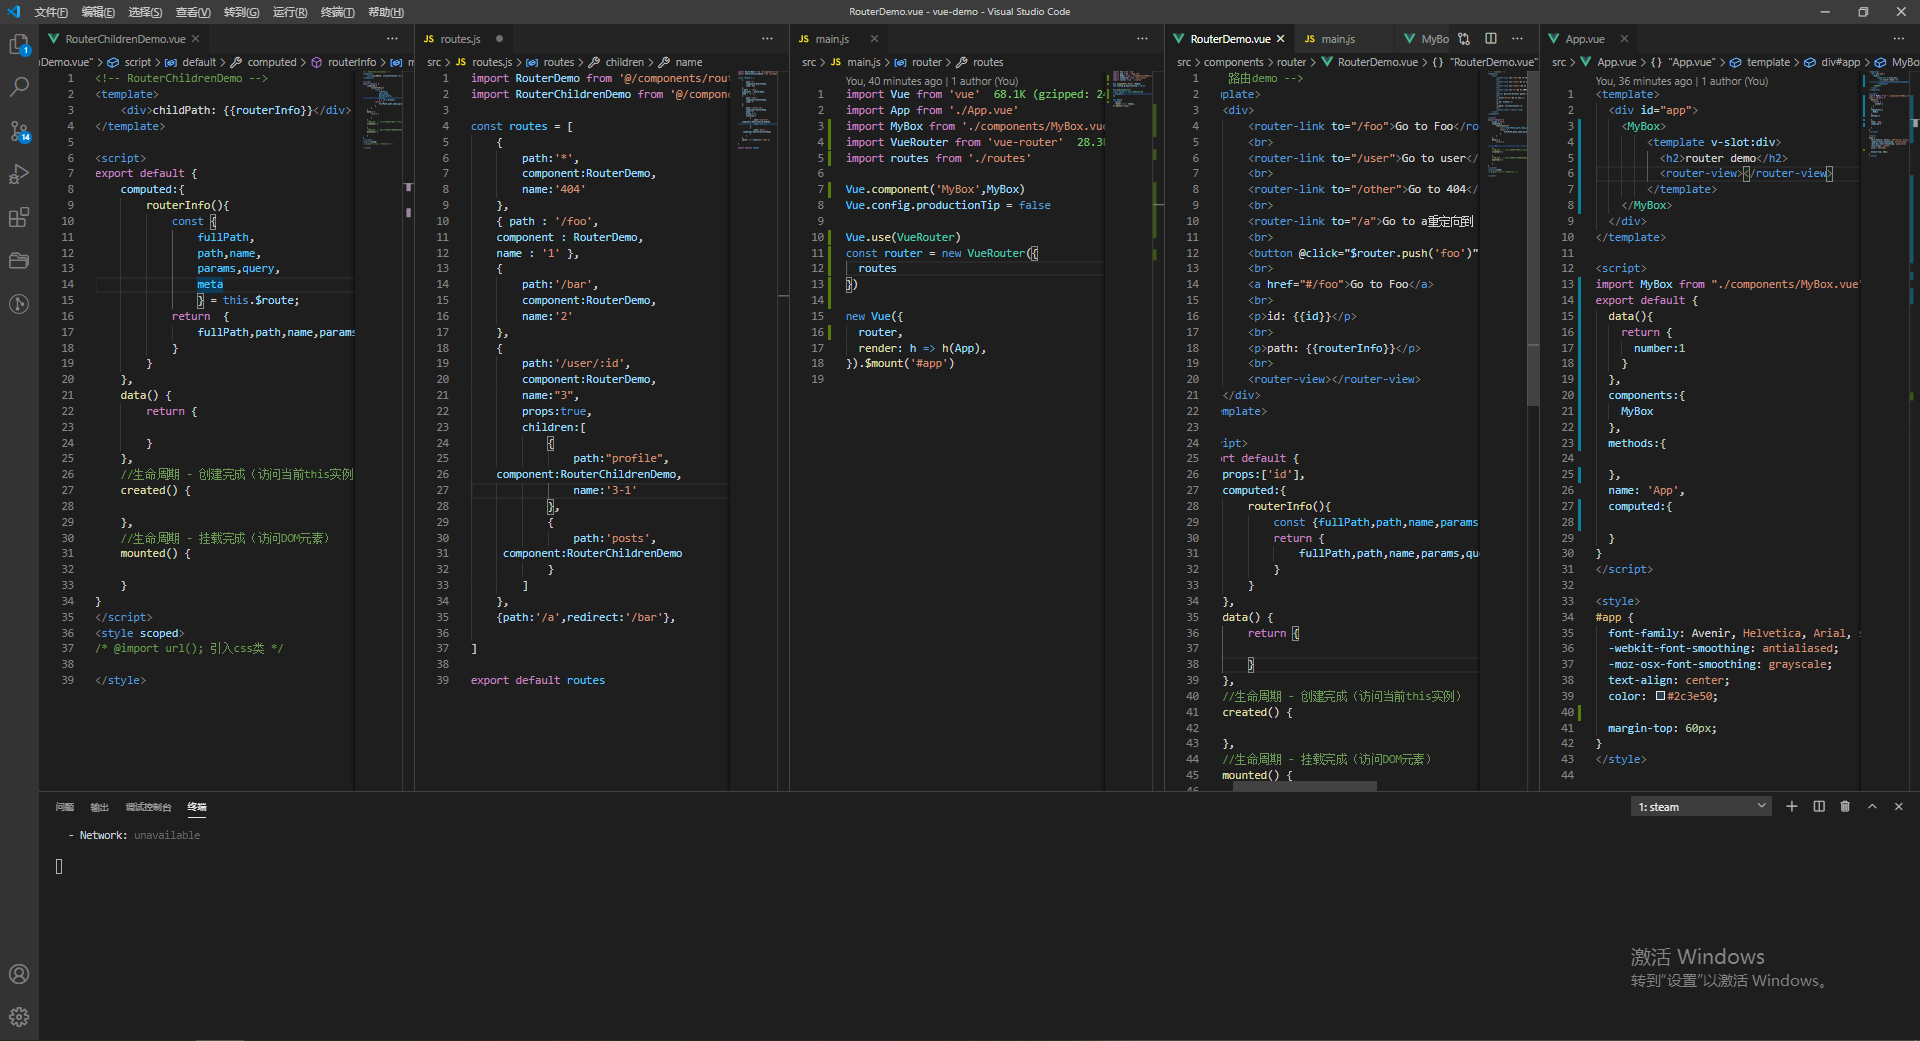 文件(F) 编辑(E) 选择(S) 查看(V) 转到(G) 运行(R) 终端(T) 帮助(H)
RouterDemo.vue - vue-demo - Visual Studio Code
1
14
RouterChildrenDemo.vue
nDemo.vue" > script > default > computed > routerInfo >
1 <!-- RouterChildrenDemo -->
2 <template>
3 <div>childPath: {{routerInfo}}</div>
4 </template>
5
6 <script>
7 export default {
8 computed:{
9 routerInfo(){
10 const {
11 fullPath,
12 path,name,
13 params,query,
14 meta
15 } = this.$route;
16 return {
17 fullPath,path,name,params
18 }
19 }
20 },
21 data() {
22 return {
23
24 }
25 },
26 //生命周期 - 创建完成（访问当前this实例
27 created() {
28
29 },
30 //生命周期 - 挂载完成（访问DOM元素）
31 mounted() {
32
33 }
34 }
35 </script>
36 <style scoped>
37 /* @import url(); 引入css类 */
38
39 </style>
JS routes.js
src > JS routes.js > routes > children > name
1 import RouterDemo from '@/components/rou
2 import RouterChildrenDemo from '@/compon
3
4 const routes = [
5 {
6 path:'*',
7 component:RouterDemo,
8 name:'404'
9 },
10 { path : '/foo',
11 component : RouterDemo,
12 name : '1' },
13 {
14 path:'/bar',
15 component:RouterDemo,
16 name:'2'
17 },
18 {
19 path:'/user/:id',
20 component:RouterDemo,
21 name:"3",
22 props:true,
23 children:[
24 {
25 path:"profile",
26 component:RouterChildrenDemo,
27 name:'3-1'
28 },
29 {
30 path:'posts',
31 component:RouterChildrenDemo
32 }
33 ]
34 },
35 {path:'/a',redirect:'/bar'},
36
37 ]
38
39 export default routes
JS main.js
src > JS main.js > router > routes
You, 40 minutes ago | 1 author (You)
1 import Vue from 'vue' 68.1K (gzipped: 24
2 import App from './App.vue'
3 import MyBox from './components/MyBox.vue
4 import VueRouter from 'vue-router' 28.3
5 import routes from './routes'
6
7 Vue.component('MyBox',MyBox)
8 Vue.config.productionTip = false
9
10 Vue.use(VueRouter)
11 const router = new VueRouter({
12 routes
13 })
14
15 new Vue({
16 router,
17 render: h => h(App),
18 }).$mount('#app')
19
RouterDemo.vue JS main.js MyBo
src > components > router > RouterDemo.vue > {} "RouterDemo.vue"
1 路由demo -->
2 nplate>
3 <div>
4 <router-link to="/foo">Go to Foo</ro
5 <br>
6 <router-link to="/user">Go to user</
7 <br>
8 <router-link to="/other">Go to 404</
9 <br>
10 <router-link to="/a">Go to a重定向到
11 <br>
12 <button @click="$router.push('foo')"
13 <br>
14 <a href="#/foo">Go to Foo</a>
15 <br>
16 <p>id: {{id}}</p>
17 <br>
18 <p>path: {{routerInfo}}</p>
19 <br>
20 <router-view></router-view>
21 </div>
22 mplate>
23
24 ipt>
25 rt default {
26 props:['id'],
27 computed:{
28 routerInfo(){
29 const {fullPath,path,name,params
30 return {
31 fullPath,path,name,params,qu
32 }
33 }
34 },
35 data() {
36 return {
37
38 }
39 },
40 //生命周期 - 创建完成（访问当前this实例）
41 created() {
42
43 },
44 //生命周期 - 挂载完成（访问DOM元素）
45 mounted() {
46
App.vue
src > App.vue > {} "App.vue" > template > div#app > MyBo
You, 36 minutes ago | 1 author (You)
1 <template>
2 <div id="app">
3 <MyBox>
4 <template v-slot:div>
5 <h2>router demo</h2>
6 <router-view></router-view>
7 </template>
8 </MyBox>
9 </div>
10 </template>
11
12 <script>
13 import MyBox from "./components/MyBox.vue"
14 export default {
15 data(){
16 return {
17 number:1
18 }
19 },
20 components:{
21 MyBox
22 },
23 methods:{
24
25 },
26 name: 'App',
27 computed:{
28
29 }
30 }
31 </script>
32
33 <style>
34 #app {
35 font-family: Avenir, Helvetica, Arial,
36 -webkit-font-smoothing: antialiased;
37 -moz-osx-font-smoothing: grayscale;
38 text-align: center;
39 color: #2c3e50;
40
41 margin-top: 60px;
42 }
43 </style>
44
问题 输出 调试控制台 终端
1: steam
- Network: unavailable
激活 Windows
转到"设置"以激活 Windows。